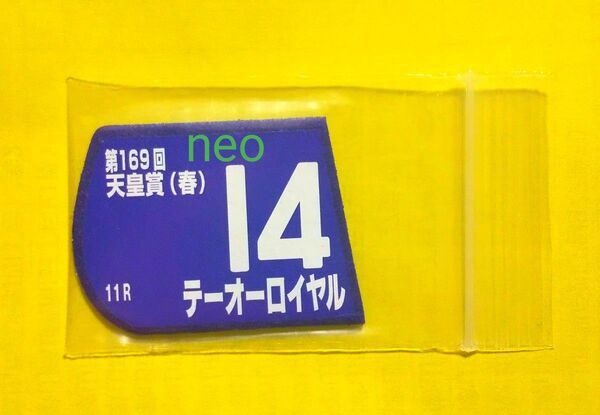 neo
第169回
天皇賞(春)
14
11R
テーオーロイヤル